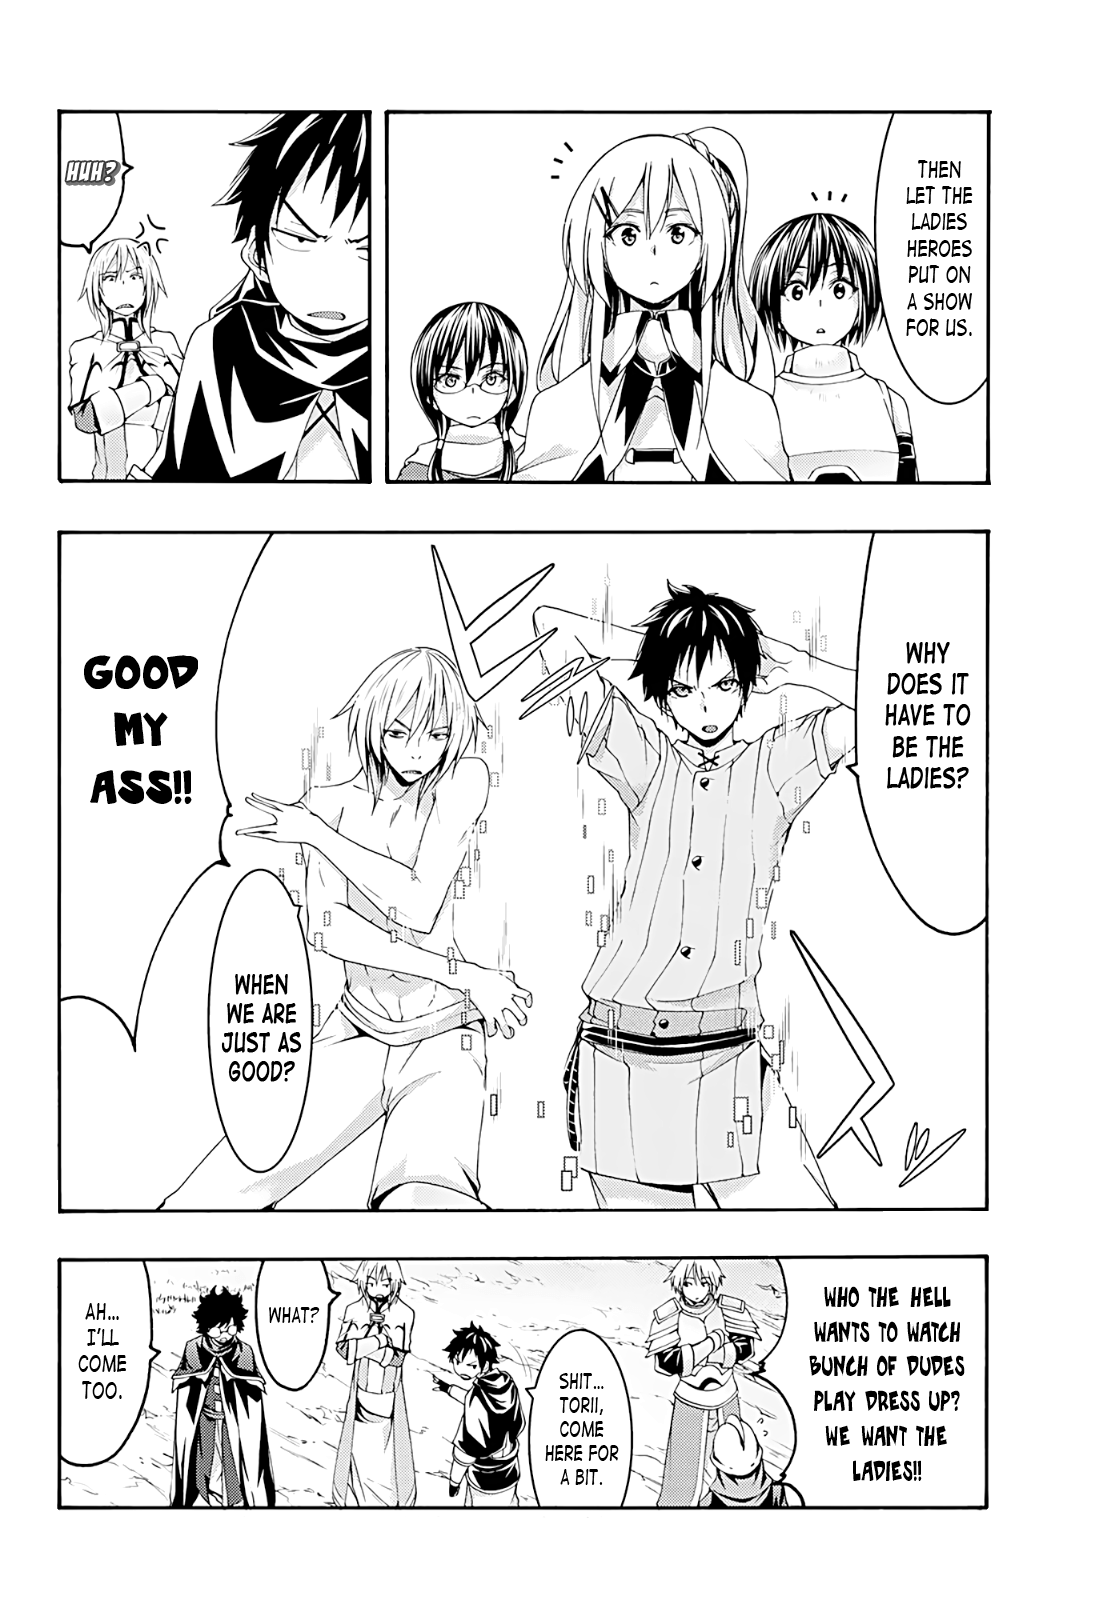 THEN
LET THE
LADIES
HEROES
PUT ON
A SHOW
FOR US.
HUH?
WHY
DOES IT
HAVE TO
BE THE
LADIES?
WHEN
WE ARE
JUST AS
GOOD?
GOOD
MY
ASS!!
WHO THE HELL
WANTS TO WATCH
BUNCH OF DUDES
PLAY DRESS UP?
WE WANT THE
LADIES!!
SHIT...
TORII,
COME
HERE FOR
A BIT.
WHAT?
AH...
I'LL
COME
TOO.